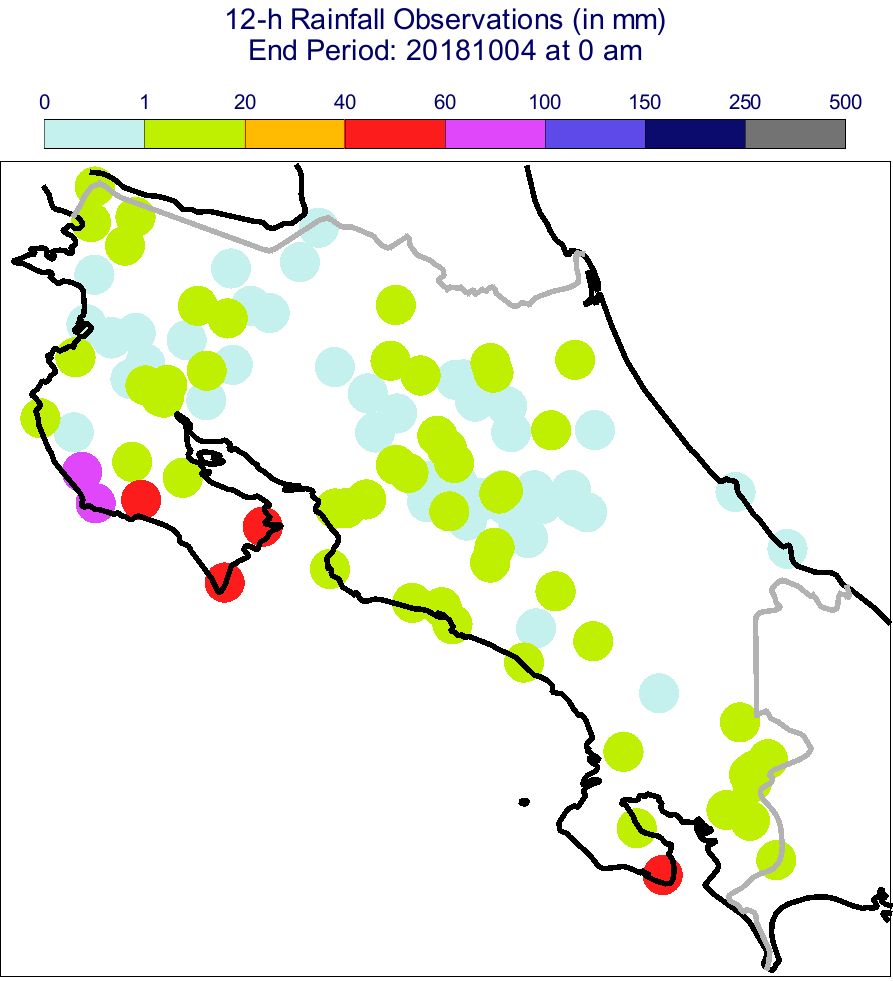 12-h Rainfall Observations (in mm)
End Period: 20181004 at 0 am
0 1 20 40 60 100 150 250 500